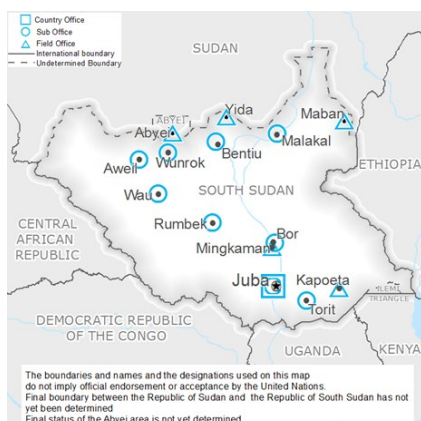 Country Office
Sub Office
Field Office
International boundary
Undetermined Boundary
SUDAN
ABYEI
Abyei
Yida
Maban
Malakal
Bentiu
Wunrok
Aweil
ETHIOPIA
Wau
SOUTH SUDAN
Rumbek
CENTRAL
AFRICAN
REPUBLIC
Bor
Mingkaman
Juba
Kapoeta
ILEMI
TRIANGLE
Torit
DEMOCRATIC REPUBLIC
OF THE CONGO
UGANDA
KENYA
The boundaries and names and the designations used on this map
do not imply official endorsement or acceptance by the United Nations.
Final boundary between the Republic of Sudan and the Republic of South Sudan has not
yet been determined
Final status of the Abyei area is not yet determined